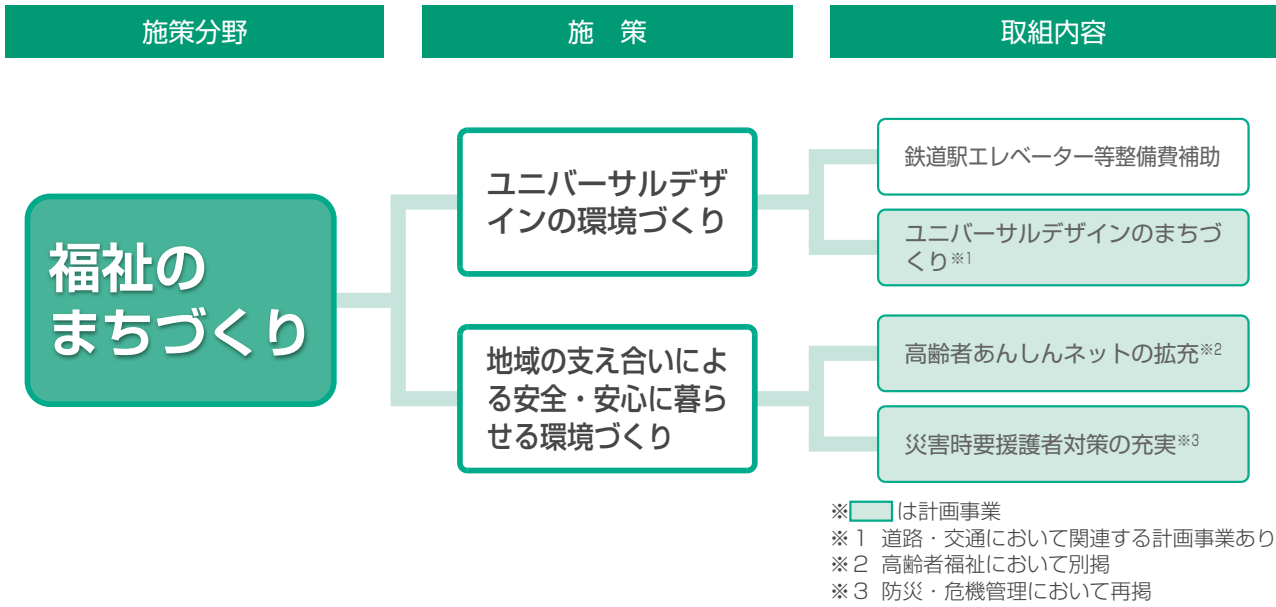 施策分野
施　策
取組内容
福祉の
まちづくり
ユニバーサルデザ
インの環境づくり
鉄道駅エレベーター等整備費補助
ユニバーサルデザインのまちづ
くり※1
地域の支え合いによ
る安全・安心に暮ら
せる環境づくり
高齢者あんしんネットの拡充※2
災害時要援護者対策の充実※3
※　　は計画事業
※１ 道路・交通において関連する計画事業あり
※２ 高齢者福祉において別掲
※３ 防災・危機管理において再掲